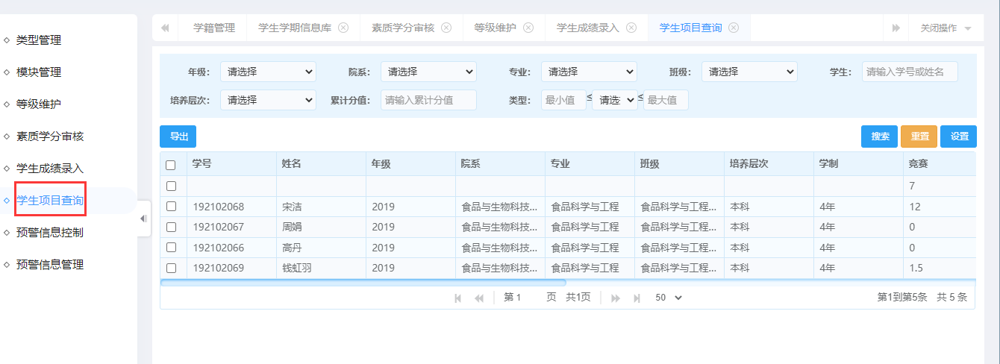 类型管理
模块管理
等级维护
素质学分审核
学生成绩录入
学生项目查询
预警信息控制
预警信息管理
学籍管理 学生学期信息库 素质学分审核 等级维护 学生成绩录入 学生项目查询 关闭操作
年级: 请选择 院系: 请选择 专业: 请选择 班级: 请选择 学生: 请输入学号或姓名
培养层次: 请选择 累计分值: 请输入累计分值 类型: 最小值 ≤ 请选 ≤ 最大值
导出 搜索 重置 设置
学号 姓名 年级 院系 专业 班级 培养层次 学制 竞赛
7
192102068 宋洁 2019 食品与生物科技... 食品科学与工程 食品科学与工程... 本科 4年 12
192102067 周娟 2019 食品与生物科技... 食品科学与工程 食品科学与工程... 本科 4年 0
192102066 高丹 2019 食品与生物科技... 食品科学与工程 食品科学与工程... 本科 4年 0
192102069 钱虹羽 2019 食品与生物科技... 食品科学与工程 食品科学与工程... 本科 4年 1.5
第 1 页 共1页 50 第1到第5条 共 5 条